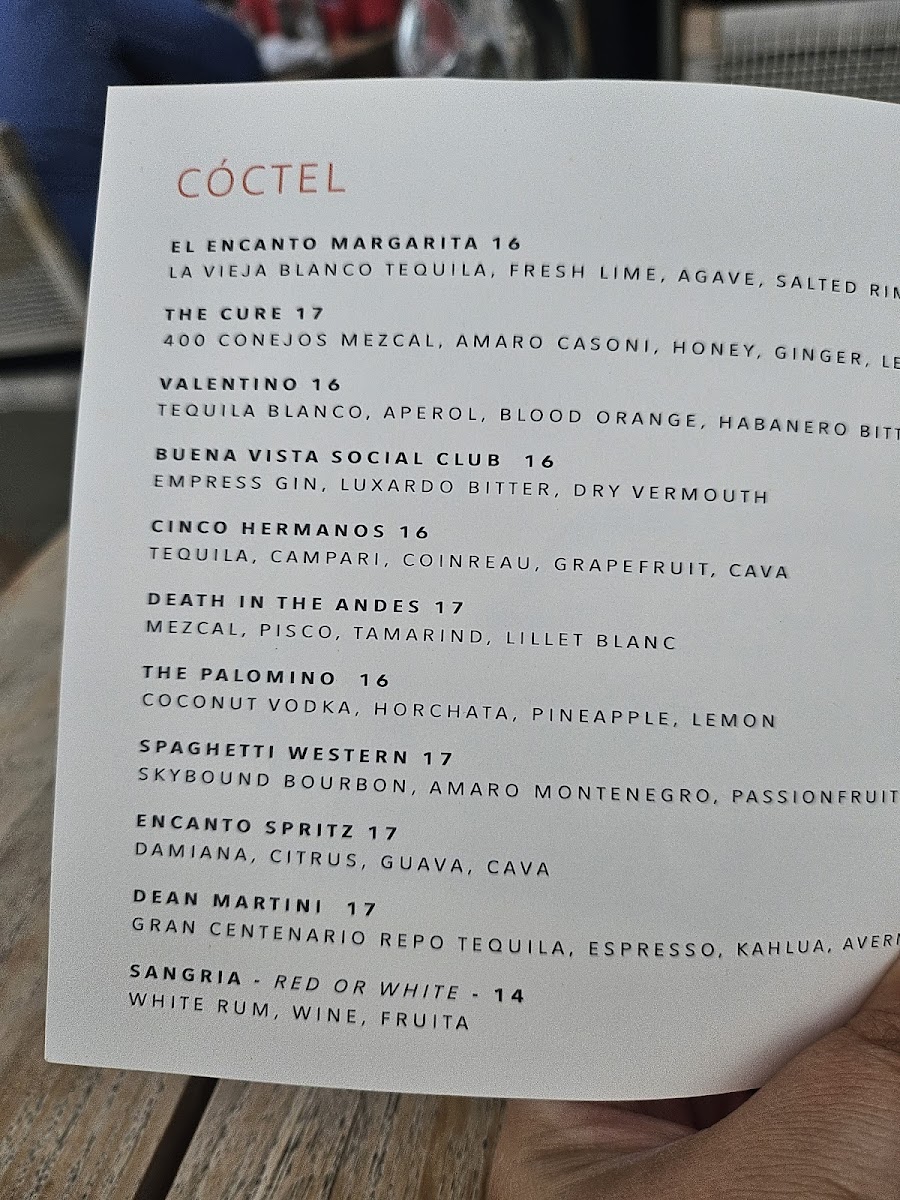 CÓCTEL
EL ENCANTO MARGARITA 16
LA VIEJA BLANCO TEQUILA, FRESH LIME, AGAVE, SALTED
THE CURE 17
400 CONEJOS MEZCAL, AMARO CASONI, HONEY, GINGER,
VALENTINO 16
TEQUILA BLANCO, APEROL, BLOOD ORANGE, HABANERO
BUENA VISTA SOCIAL CLUB 16
EMPRESS GIN, LUXARDO BITTER, DRY VERMOUTH
CINCO HERMANOS 16
TEQUILA, CAMPARI, COINREAU, GRAPEFRUIT, CAVA
DEATH IN THE ANDES 17
MEZCAL, PISCO, TAMARIND, LILLET BLANC
THE PALOMINO 16
COCONUT VODKA, HORCHATA, PINEAPPLE, LEMON
SPAGHETTI WESTERN 17
SKYBOUND BOURBON, AMARO MONTENEGRO, PASSIONFRUIT
ENCANTO SPRITZ 17
DAMIANA, CITRUS, GUAVA, CAVA
DEAN MARTINI 17
GRAN CENTENARIO REPO TEQUILA, ESPRESSO, KAHLUA,
SANGRIA - RED OR WHITE - 14
WHITE RUM, WINE, FRUITA